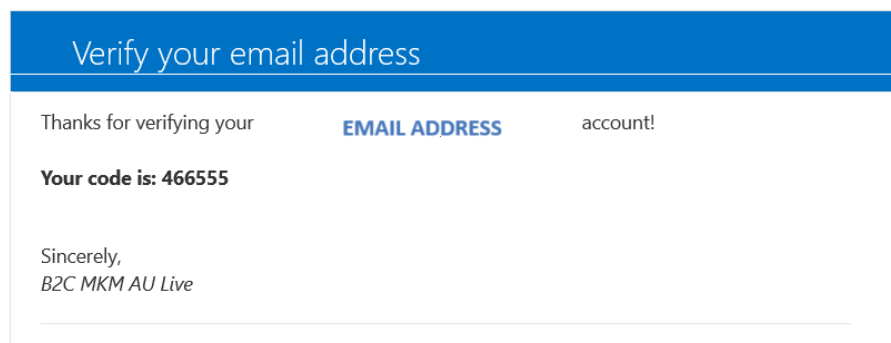 Verify your email address
Thanks for verifying your EMAIL ADDRESS account!
Your code is: 466555
Sincerely,
B2C MKM AU Live